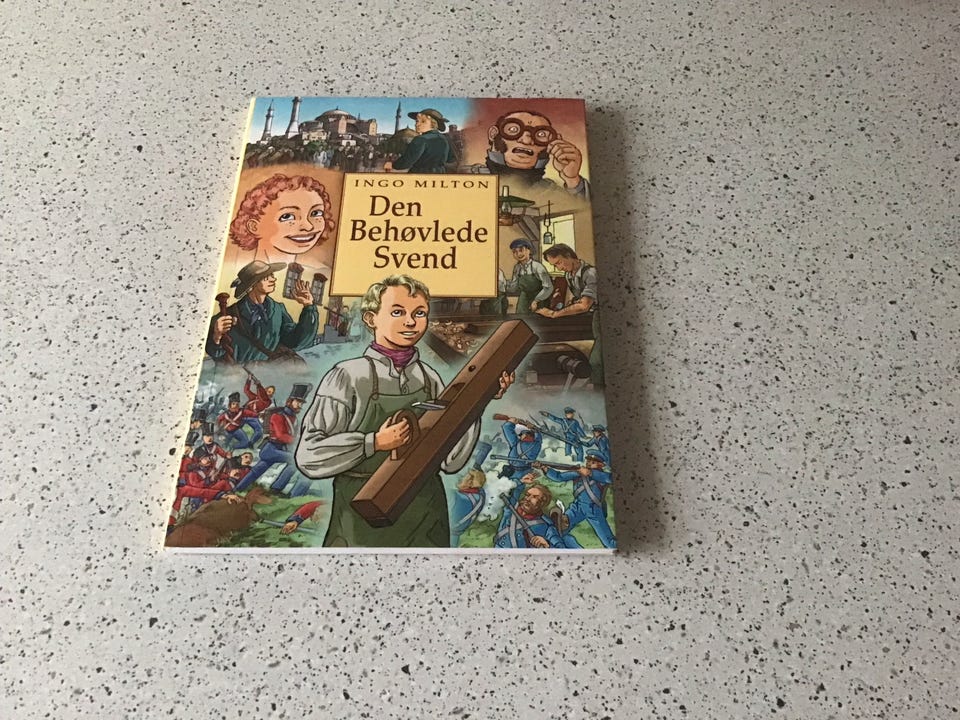 INGO MILTON
Den
Behøvlede
Svend